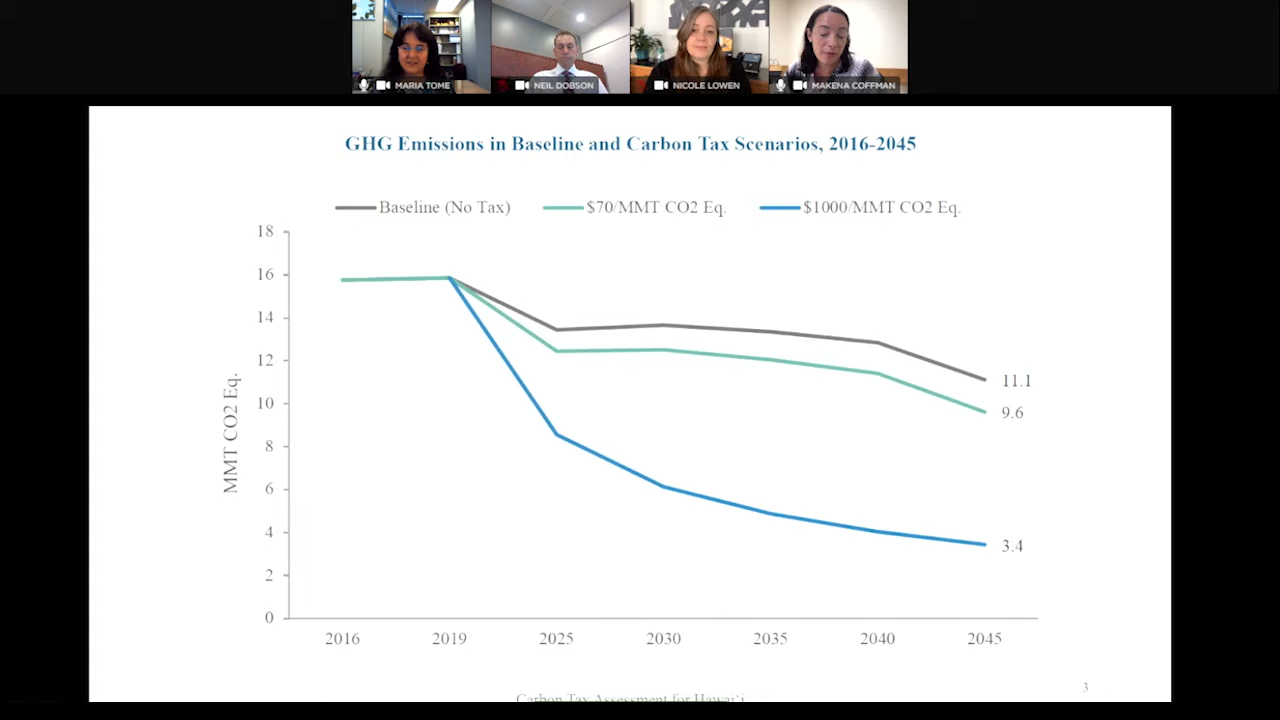 MARIA TOME
NEIL DOBSON
NICOLE LOWEN
MAKENA COFFMAN
GHG Emissions in Baseline and Carbon Tax Scenarios, 2016-2045
Baseline (No Tax)
$70/MMT CO2 Eq.
$1000/MMT CO2 Eq.
MMT CO2 Eq.
18
16
14
12
10
8
6
4
2
0
11.1
9.6
3.4
2016
2019
2025
2030
2035
2040
2045
Carbon Tax Assessment for Hawai‘i
3